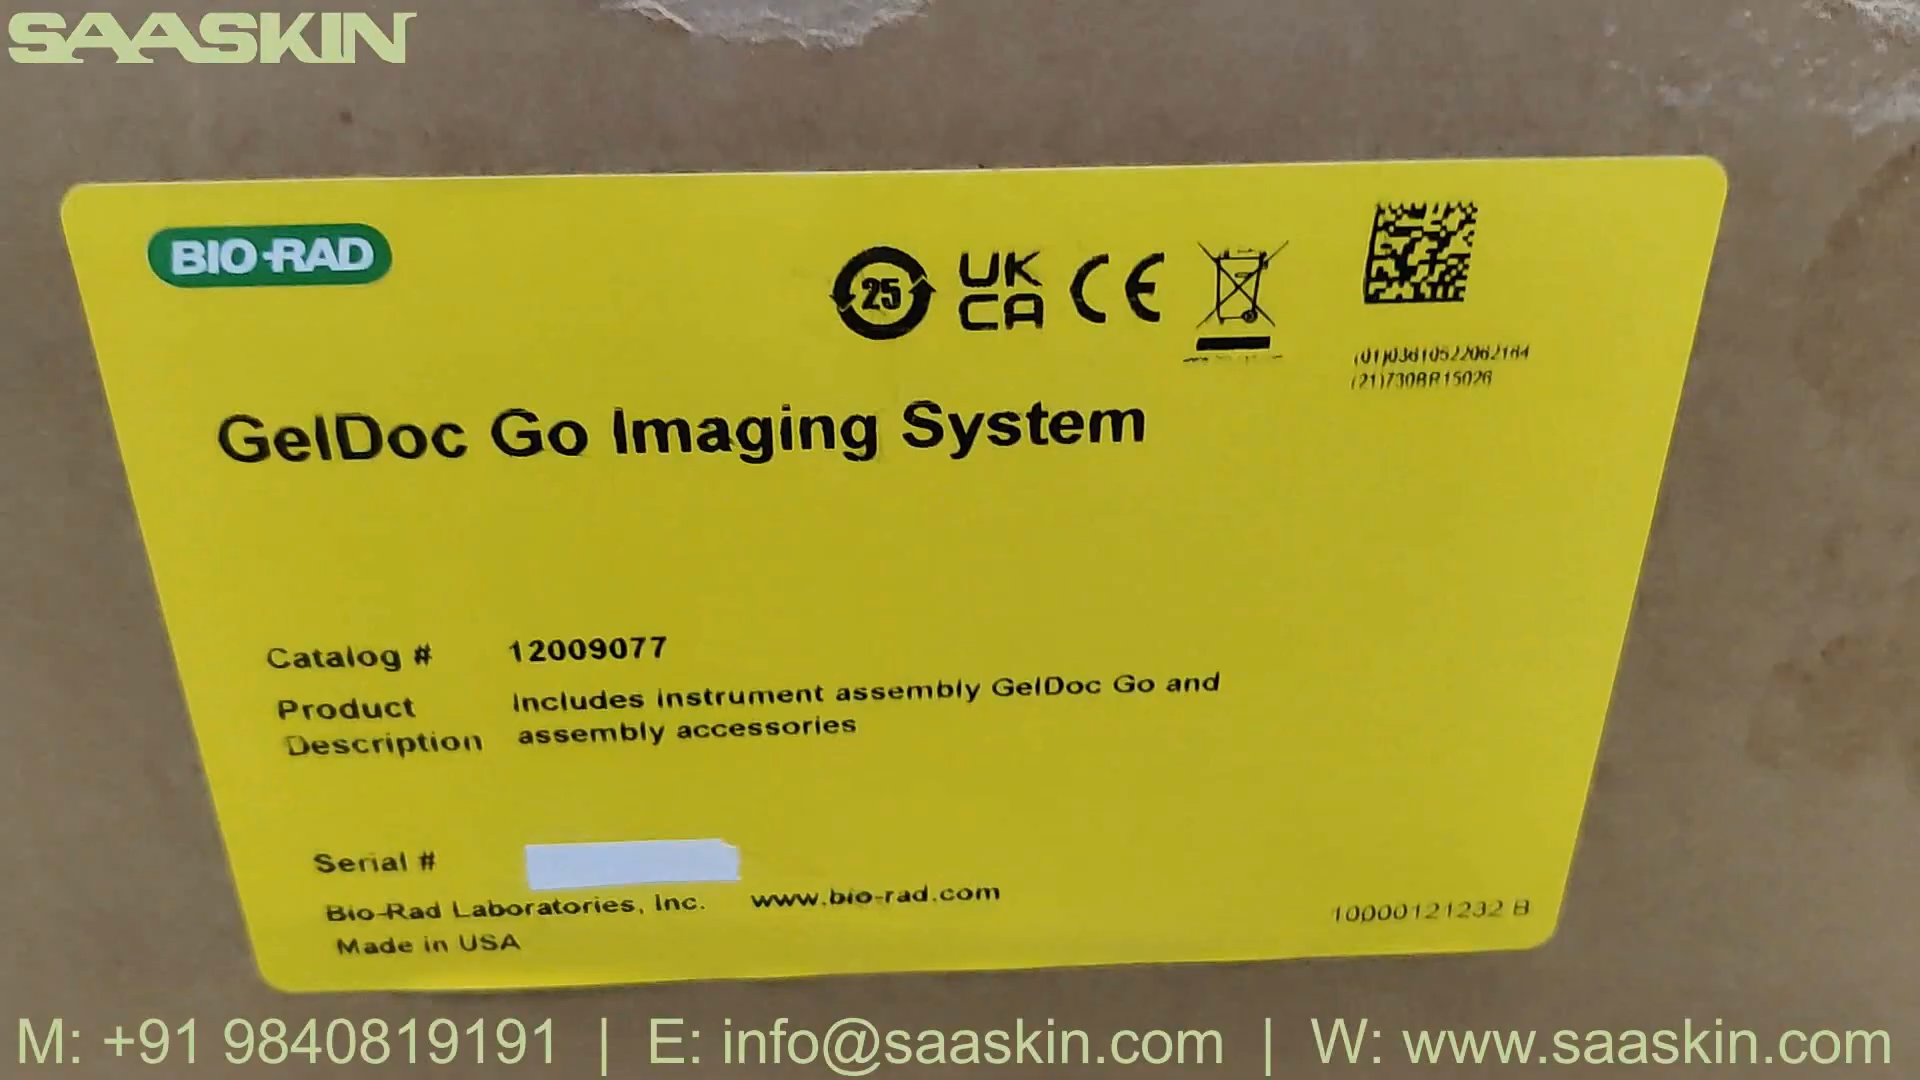 SAASKIN
BIO-RAD
25
UK
CA
CE
(01)03610522062184
(21)730BR15026
GelDoc Go Imaging System
Catalog # 12009077
Product Description Includes instrument assembly GelDoc Go and
assembly accessories
Serial #
Bio-Rad Laboratories, Inc. www.bio-rad.com
Made in USA
10000121232 B
M: +91 9840819191 | E: info@saaskin.com | W: www.saaskin.com